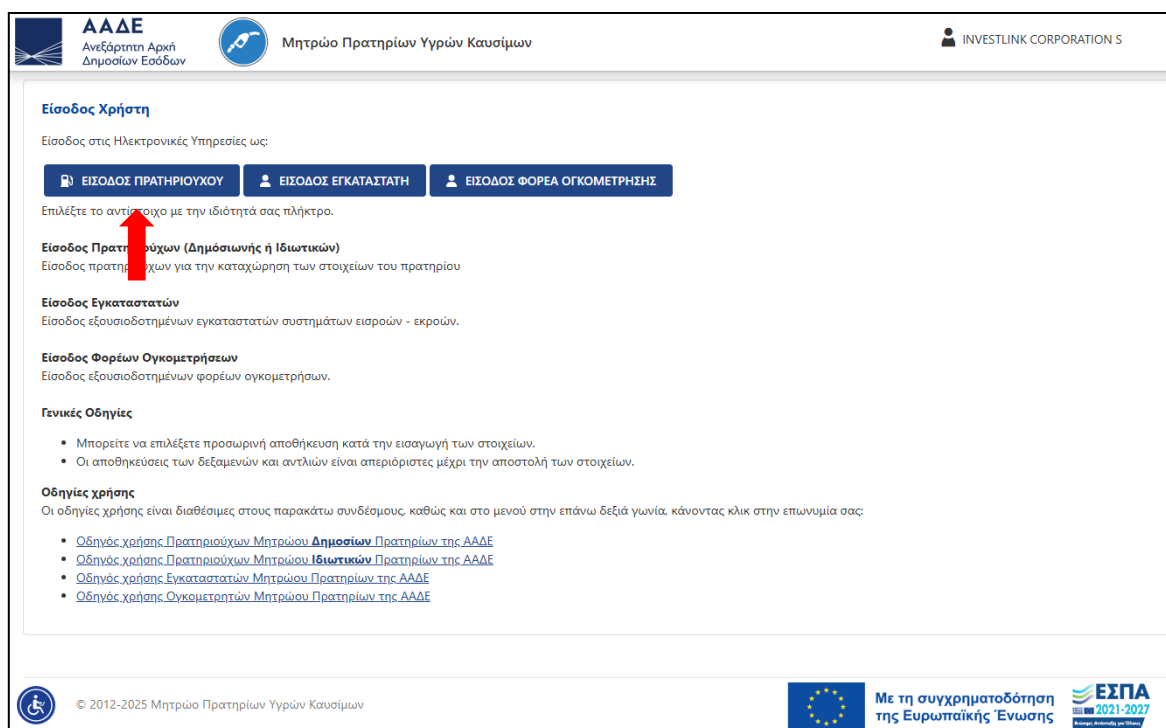 ΑΑΔΕ
Ανεξάρτητη Αρχή
Δημοσίων Εσόδων
Μητρώο Πρατηρίων Υγρών Καυσίμων
INVESTLINK CORPORATION S
Είσοδος Χρήστη
Είσοδος στις Ηλεκτρονικές Υπηρεσίες ως:
ΕΙΣΟΔΟΣ ΠΡΑΤΗΡΙΟΥΧΟΥ
ΕΙΣΟΔΟΣ ΕΓΚΑΤΑΣΤΑΤΗ
ΕΙΣΟΔΟΣ ΦΟΡΕΑ ΟΓΚΟΜΕΤΡΗΣΗΣ
Επιλέξτε το αντίστοιχο με την ιδιότητά σας πλήκτρο.
Είσοδος Πρατηριούχων (Δημόσιωνής ή Ιδιωτικών)
Είσοδος πρατηριούχων για την καταχώρηση των στοιχείων του πρατηρίου
Είσοδος Εγκαταστατών
Είσοδος εξουσιοδοτημένων εγκαταστατών συστημάτων εισροών - εκροών.
Είσοδος Φορέων Ογκομετρήσεων
Είσοδος εξουσιοδοτημένων φορέων ογκομετρήσων.
Γενικές Οδηγίες
• Μπορείτε να επιλέξετε προσωρινή αποθήκευση κατά την εισαγωγή των στοιχείων.
• Οι αποθηκεύσεις των δεξαμενών και αντλιών είναι απεριόριστες μέχρι την αποστολή των στοιχείων.
Οδηγίες χρήσης
Οι οδηγίες χρήσης είναι διαθέσιμες στους παρακάτω συνδέσμους, καθώς και στο μενού στην επάνω δεξιά γωνία, κάνοντας κλικ στην επωνυμία σας:
• Οδηγός χρήσης Πρατηριούχων Μητρώου Δημοσίων Πρατηρίων της ΑΑΔΕ
• Οδηγός χρήσης Πρατηριούχων Μητρώου Ιδιωτικών Πρατηρίων της ΑΑΔΕ
• Οδηγός χρήσης Εγκαταστατών Μητρώου Πρατηρίων της ΑΑΔΕ
• Οδηγός χρήσης Ογκομετρητών Μητρώου Πρατηρίων της ΑΑΔΕ
© 2012-2025 Μητρώο Πρατηρίων Υγρών Καυσίμων
Με τη συγχρηματοδότηση
της Ευρωπαϊκής Ένωσης
ΕΣΠΑ
2021-2027